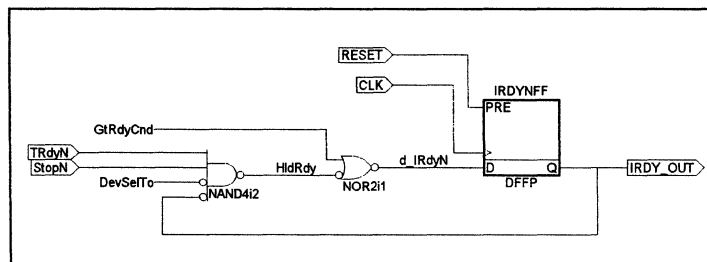 RESET
CLK
IRDYNFF
PRE
GtRdyCnd
TRdyN
StopN
DevSelTo
HldRdy
NAND4i2
d_IRdyN
NOR2i1
>
D
Q
DFFP
IRDY_OUT